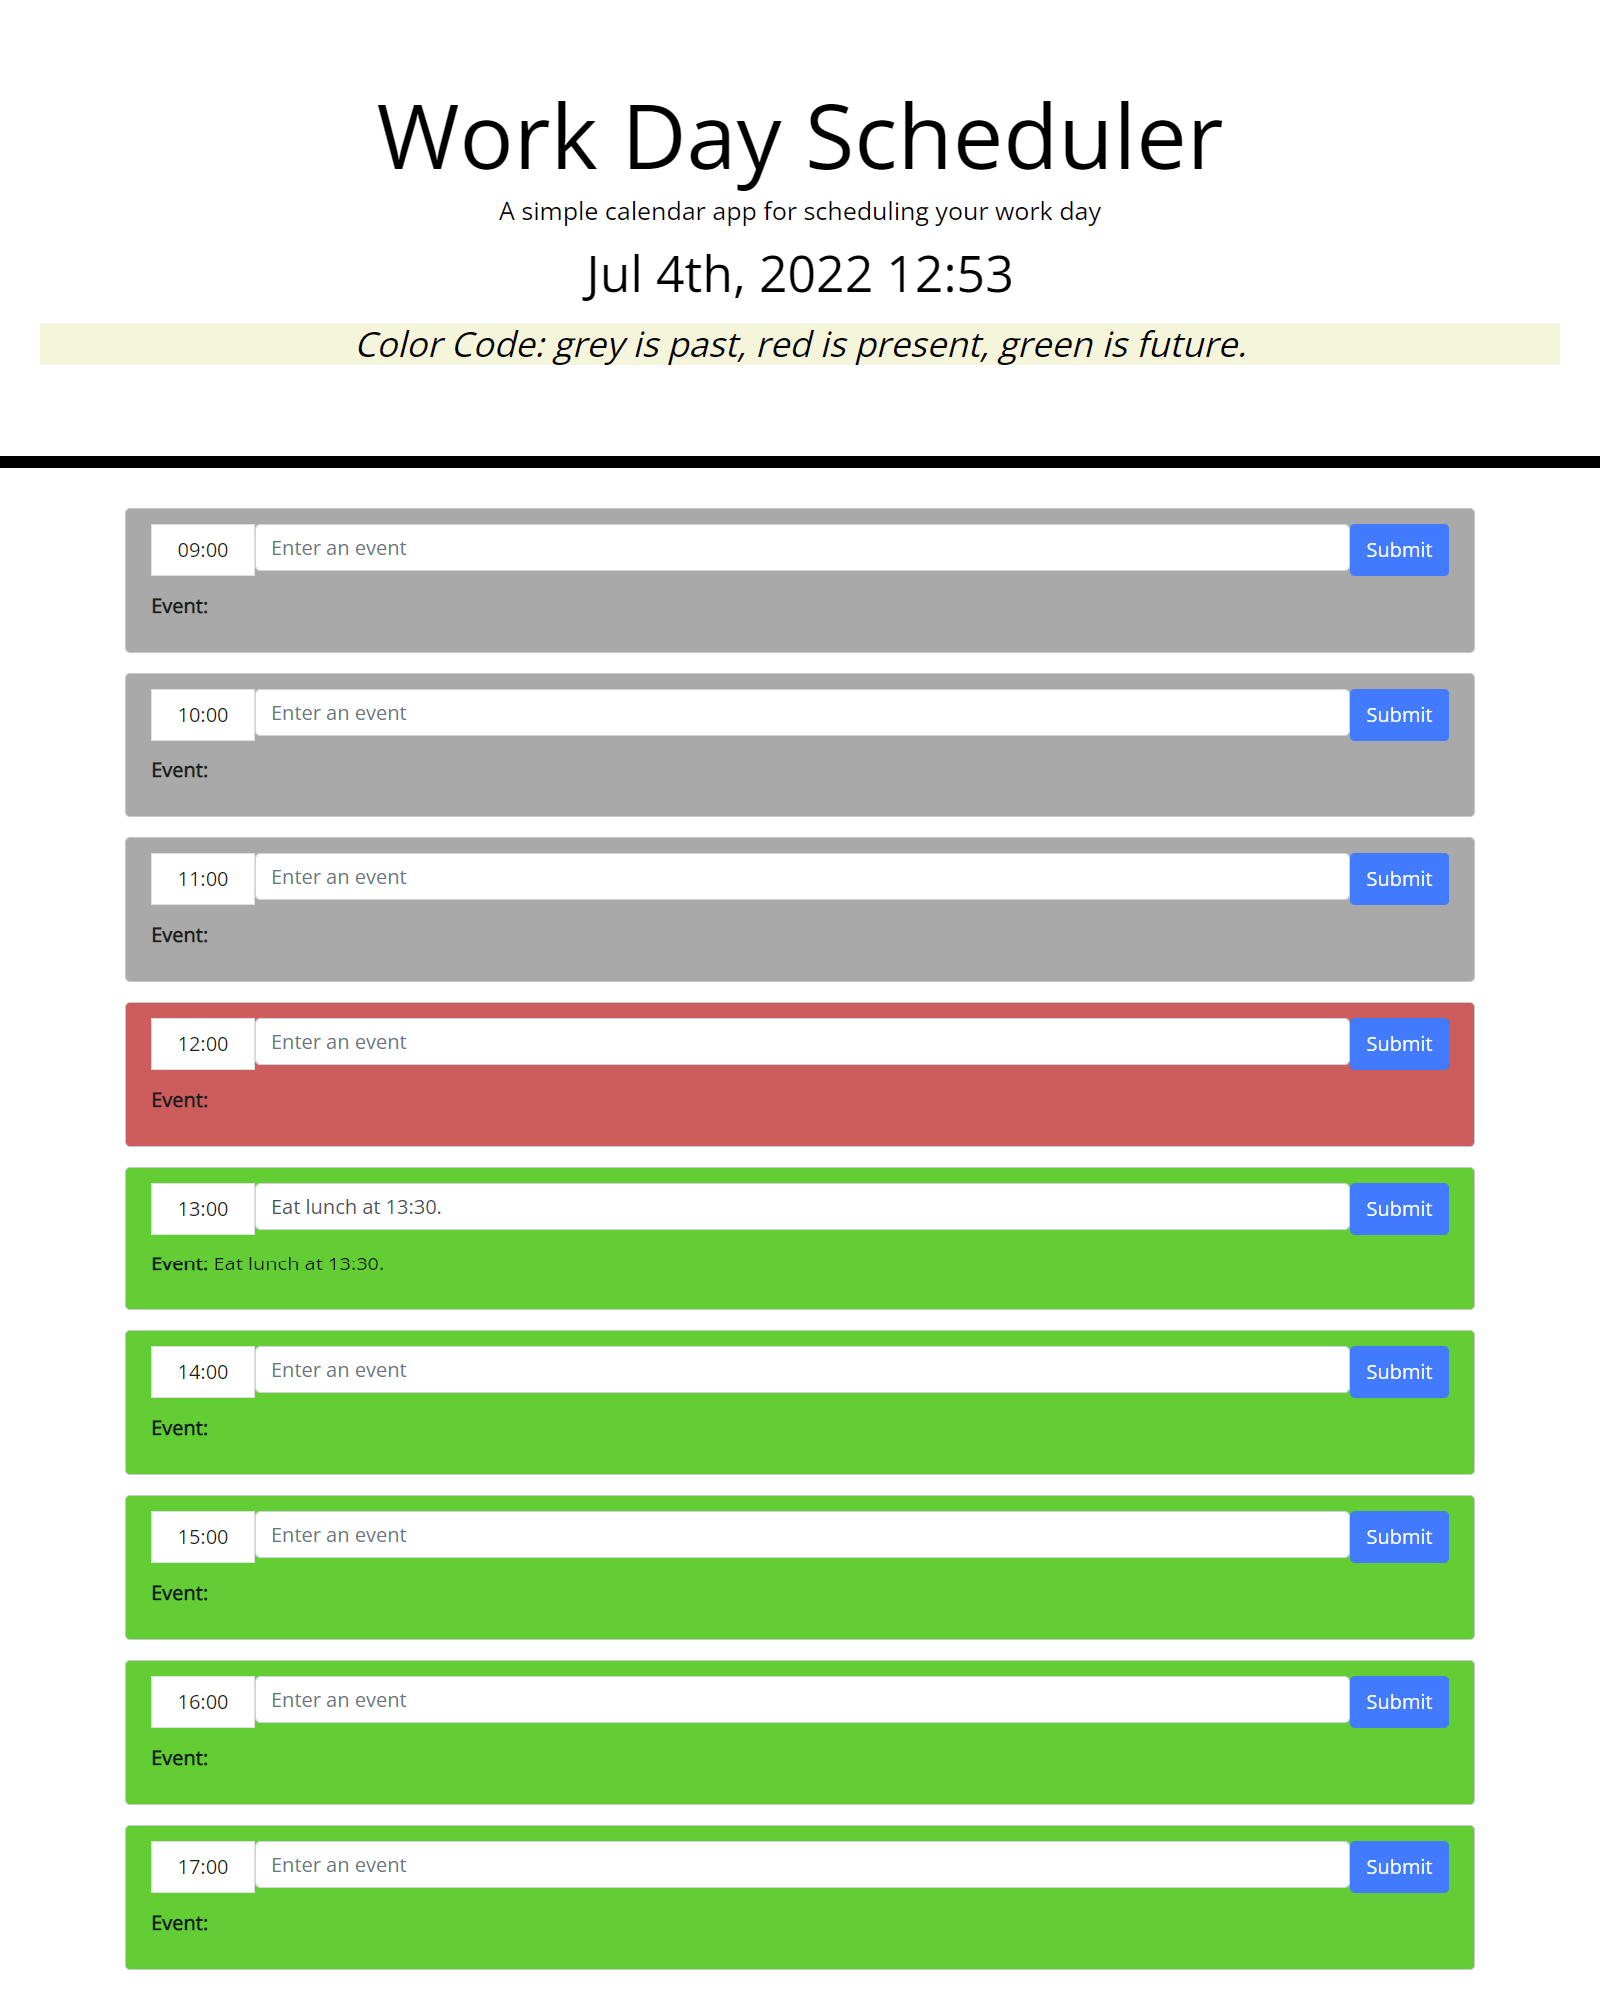 Work Day Scheduler
A simple calendar app for scheduling your work day
Jul 4th, 2022 12:53
Color Code: grey is past, red is present, green is future.
09:00 Enter an event Submit
Event:
10:00 Enter an event Submit
Event:
11:00 Enter an event Submit
Event:
12:00 Enter an event Submit
Event:
13:00 Eat lunch at 13:30. Submit
Event: Eat lunch at 13:30.
14:00 Enter an event Submit
Event:
15:00 Enter an event Submit
Event:
16:00 Enter an event Submit
Event:
17:00 Enter an event Submit
Event: